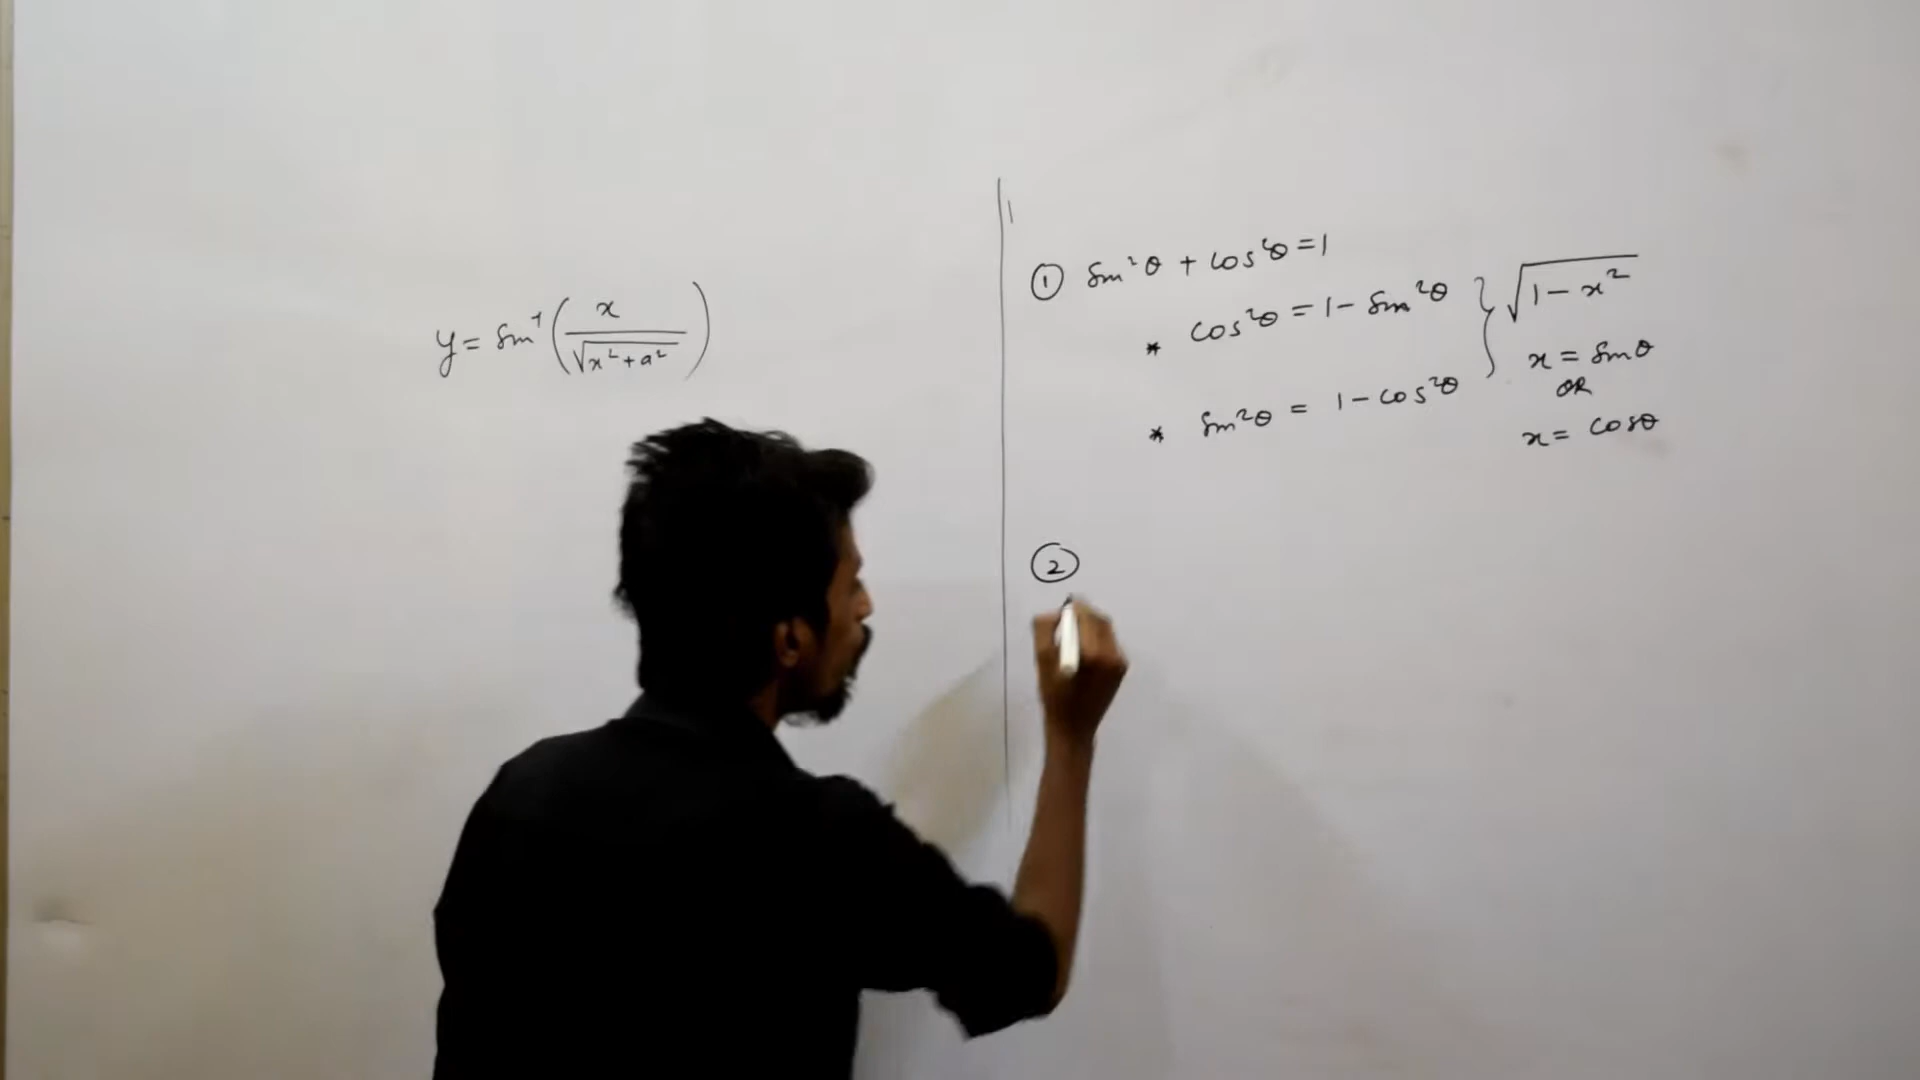 y = sin⁻¹(x / √(x² + a²))
① sin²θ + cos²θ = 1
* cos²θ = 1 - sin²θ } √(1 - x²)
x = sinθ
OR
* sin²θ = 1 - cos²θ
x = cosθ
②